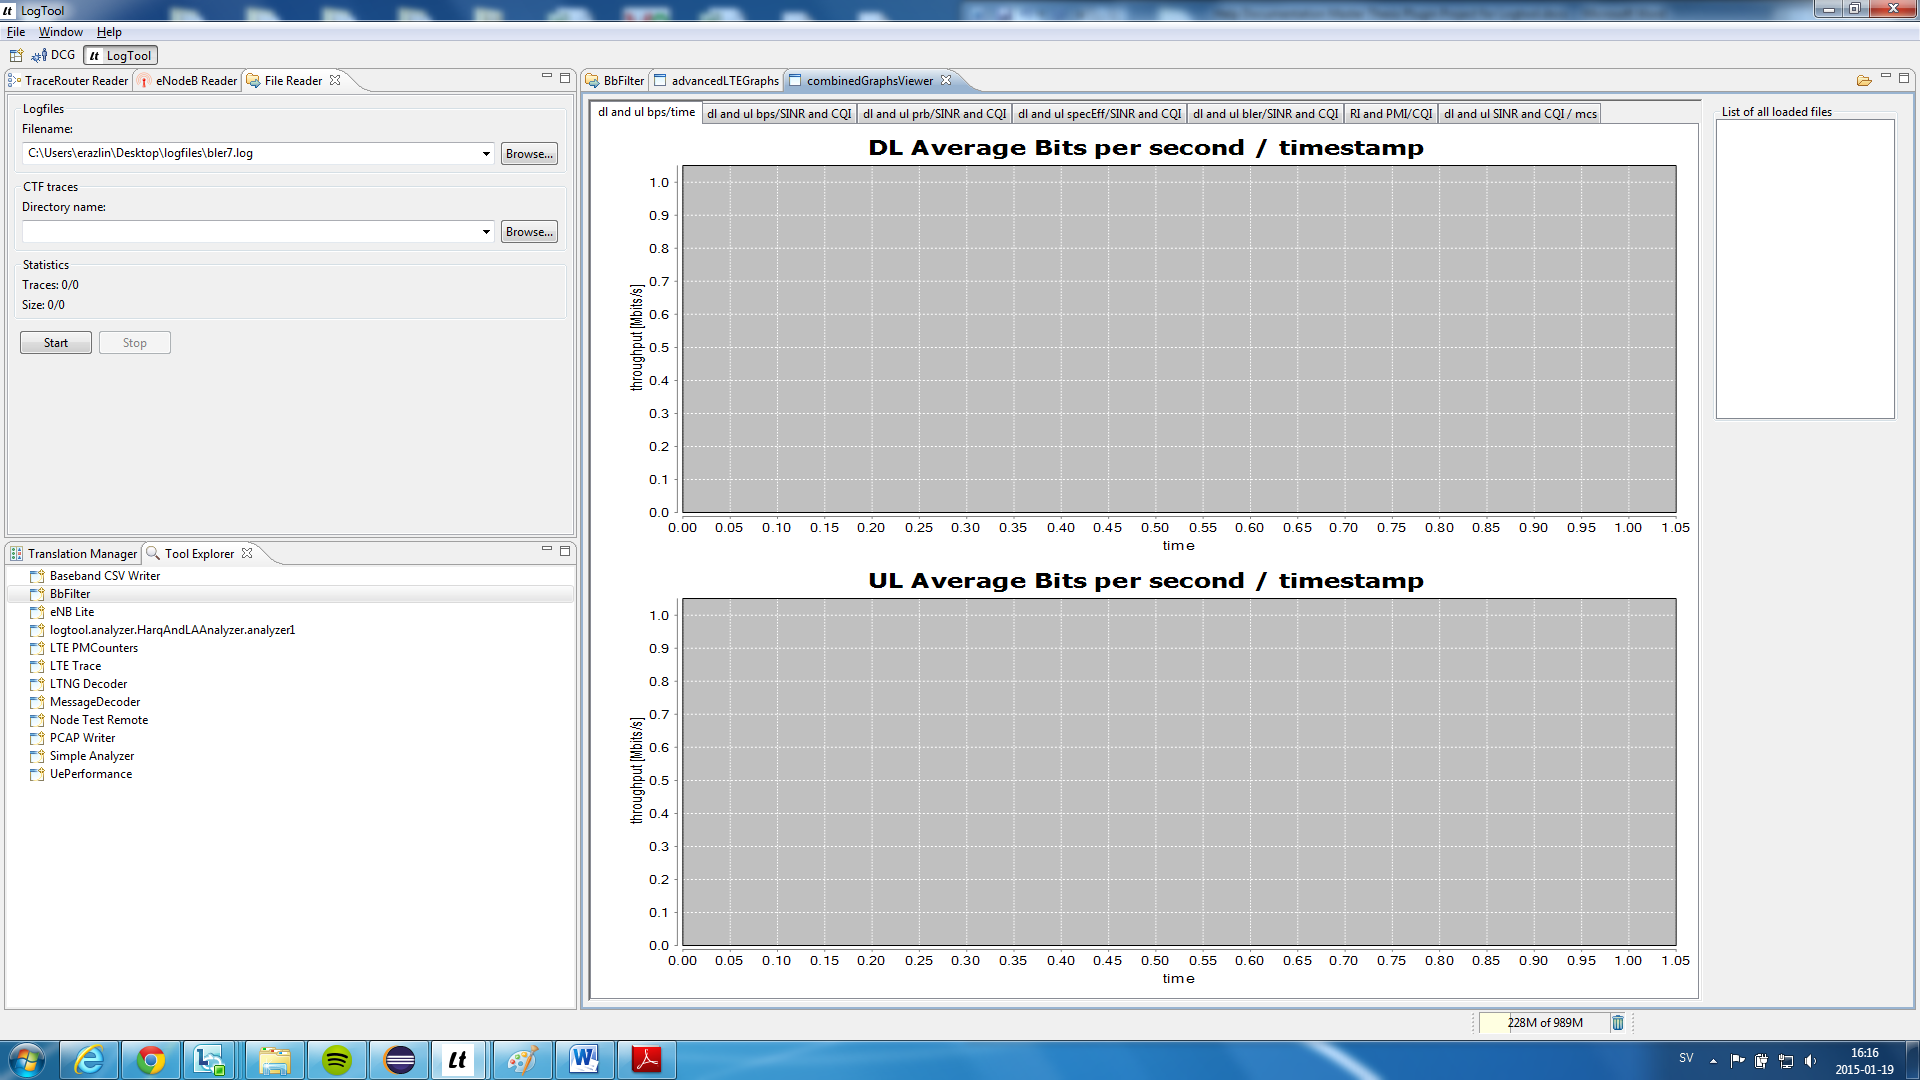 LogTool
File Window Help
DCG LogTool
TraceRouter Reader eNodeB Reader File Reader
Logfiles
Filename:
C:\Users\erazlin\Desktop\logfiles\bler7.log Browse...
CTF traces
Directory name:
Browse...
Statistics
Traces: 0/0
Size: 0/0
Start Stop
Translation Manager Tool Explorer
Baseband CSV Writer
BbFilter
eNB Lite
logtool.analyzer.HarqAndLAAnalyzer.analyzer1
LTE PMCounters
LTE Trace
LTNG Decoder
MessageDecoder
Node Test Remote
PCAP Writer
Simple Analyzer
UePerformance
BbFilter advancedLTEGraphs combinedGraphsViewer
dl and ul bps/time dl and ul bps/SINR and CQI dl and ul prb/SINR and CQI dl and ul specEff/SINR and CQI dl and ul bler/SINR and CQI RI and PMI/CQI dl and ul SINR and CQI / mcs
DL Average Bits per second / timestamp
throughput [Mbits/s]
1.0
0.9
0.8
0.7
0.6
0.5
0.4
0.3
0.2
0.1
0.0
0.00 0.05 0.10 0.15 0.20 0.25 0.30 0.35 0.40 0.45 0.50 0.55 0.60 0.65 0.70 0.75 0.80 0.85 0.90 0.95 1.00 1.05
time
UL Average Bits per second / timestamp
throughput [Mbits/s]
1.0
0.9
0.8
0.7
0.6
0.5
0.4
0.3
0.2
0.1
0.0
0.00 0.05 0.10 0.15 0.20 0.25 0.30 0.35 0.40 0.45 0.50 0.55 0.60 0.65 0.70 0.75 0.80 0.85 0.90 0.95 1.00 1.05
time
List of all loaded files
228M of 989M
lt
SV
16:16
2015-01-19